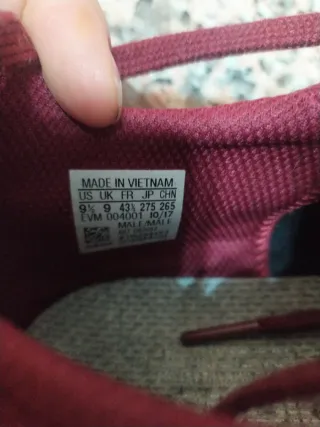 MADE IN VIETNAM
US UK FR JP CHN
9½ 9 43⅓ 275 265
EVM 004001 10/17
MALE/MALE